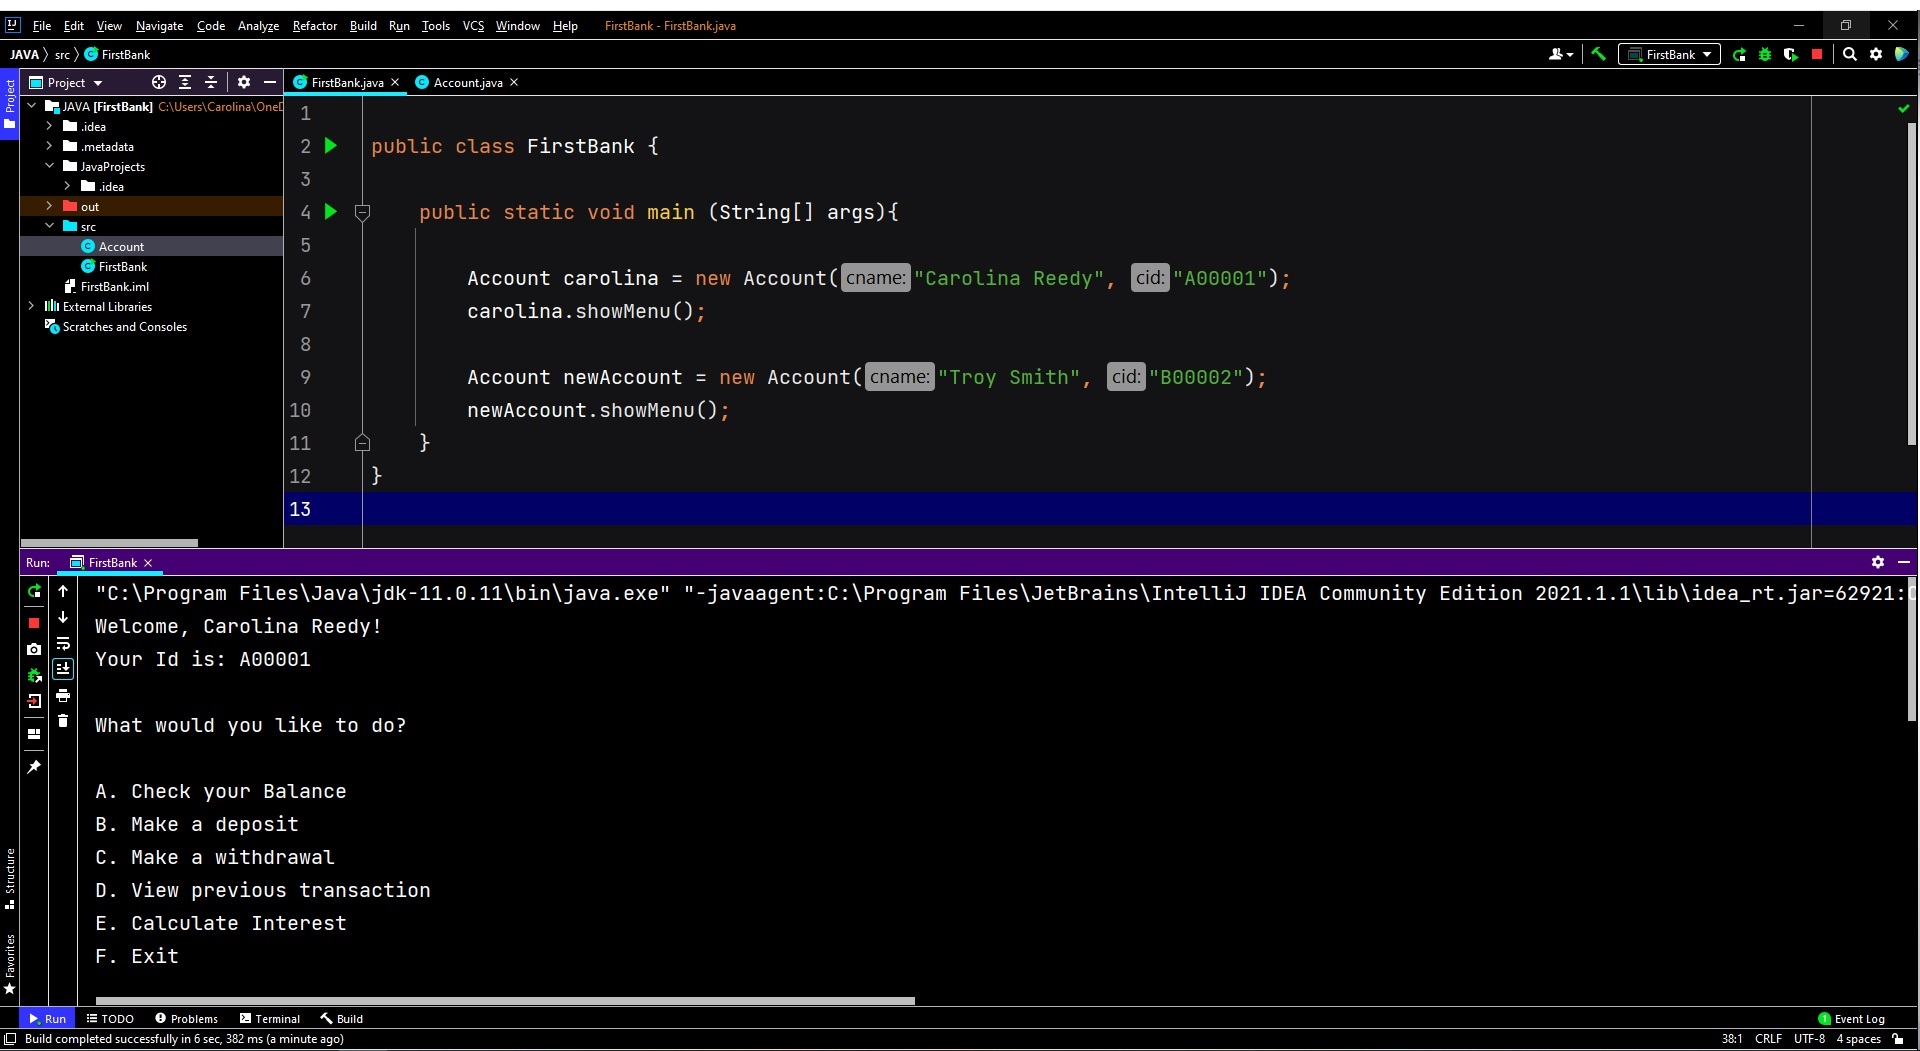 File Edit View Navigate Code Analyze Refactor Build Run Tools VCS Window Help FirstBank - FirstBank.java
JAVA src FirstBank FirstBank
Project FirstBank.java Account.java
Project
JAVA [FirstBank] C:\Users\Carolina\OneD
.idea
.metadata
JavaProjects
.idea
out
src
Account
FirstBank
FirstBank.iml
External Libraries
Scratches and Consoles
1
2 public class FirstBank {
3
4 public static void main (String[] args){
5
6 Account carolina = new Account( cname: "Carolina Reedy", cid: "A00001");
7 carolina.showMenu();
8
9 Account newAccount = new Account( cname: "Troy Smith", cid: "B00002");
10 newAccount.showMenu();
11 }
12 }
13
Run: FirstBank
"C:\Program Files\Java\jdk-11.0.11\bin\java.exe" "-javaagent:C:\Program Files\JetBrains\IntelliJ IDEA Community Edition 2021.1.1\lib\idea_rt.jar=62921:C
Welcome, Carolina Reedy!
Your Id is: A00001
What would you like to do?
A. Check your Balance
B. Make a deposit
C. Make a withdrawal
D. View previous transaction
E. Calculate Interest
F. Exit
Structure
Favorites
Run TODO Problems Terminal Build 1 Event Log
Build completed successfully in 6 sec, 382 ms (a minute ago) 38:1 CRLF UTF-8 4 spaces